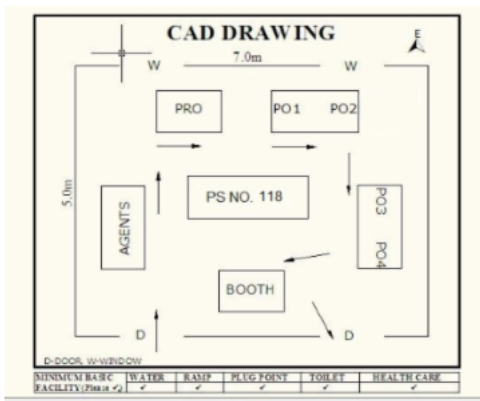 CAD DRAWING
E
W 7.0m W
PRO PO1 PO2
5.0m
AGENTS
PS NO. 118
PO3 PO4
BOOTH
D D
D-DOOR, W-WINDOW
MINIMUM BASIC FACILITY(Please ✓) WATER RAMP PLUG POINT TOILET HEALTH CARE
✓ ✓ ✓ ✓ ✓